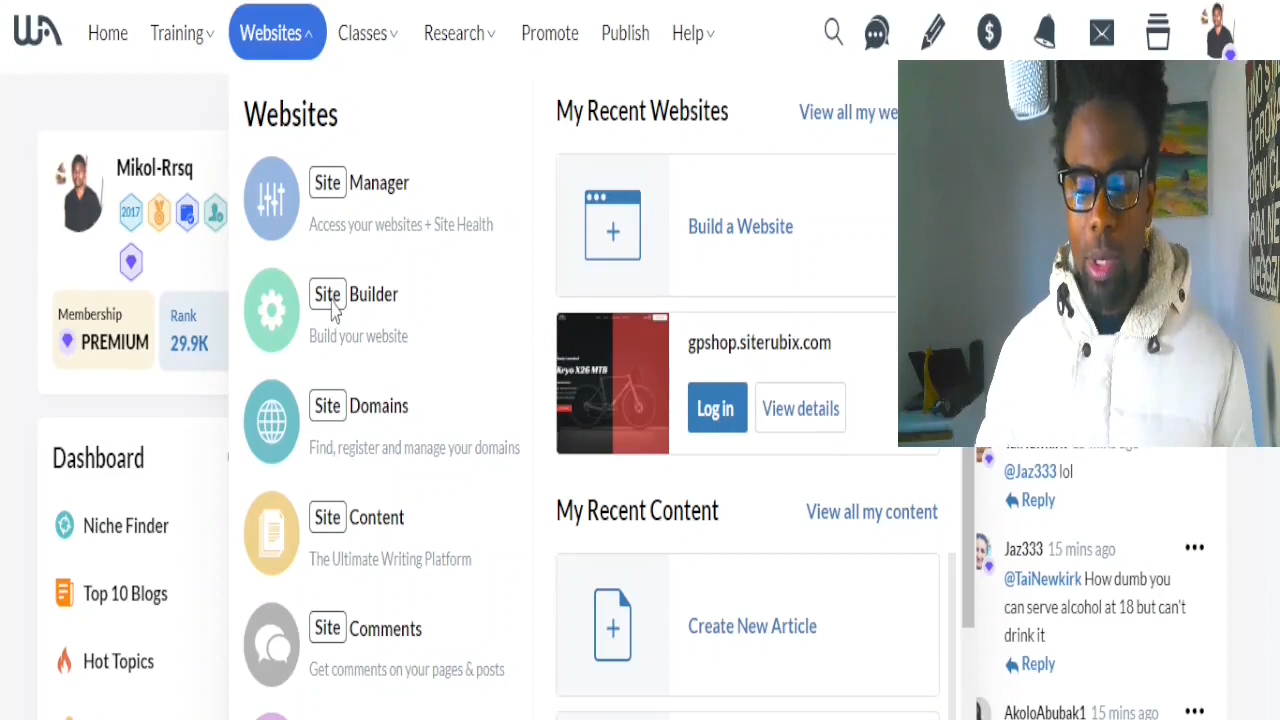 WA Home Training Websites Classes Research Promote Publish Help
Mikol-Rrsq
2017
Membership
PREMIUM
Rank
29.9K
Dashboard
Niche Finder
Top 10 Blogs
Hot Topics
Websites
Site Manager
Access your websites + Site Health
Site Builder
Build your website
Site Domains
Find, register and manage your domains
Site Content
The Ultimate Writing Platform
Site Comments
Get comments on your pages & posts
My Recent Websites
View all my we
Build a Website
Kryo X26 MTB
gpshop.siterubix.com
Log in
View details
My Recent Content
View all my content
Create New Article
@Jaz333 lol
Reply
Jaz333 15 mins ago
@TaiNewkirk How dumb you
can serve alcohol at 18 but can't
drink it
Reply
AkoloAbubak1 15 mins ago